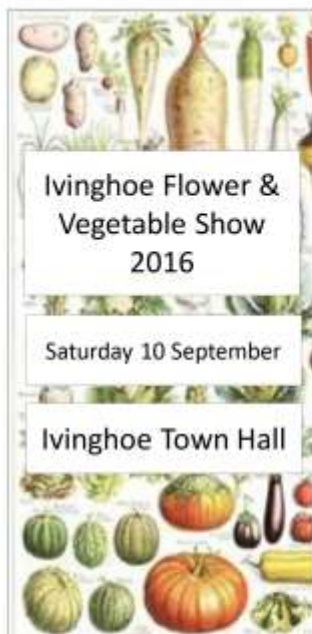 Ivinghoe Flower &
Vegetable Show
2016
Saturday 10 September
Ivinghoe Town Hall